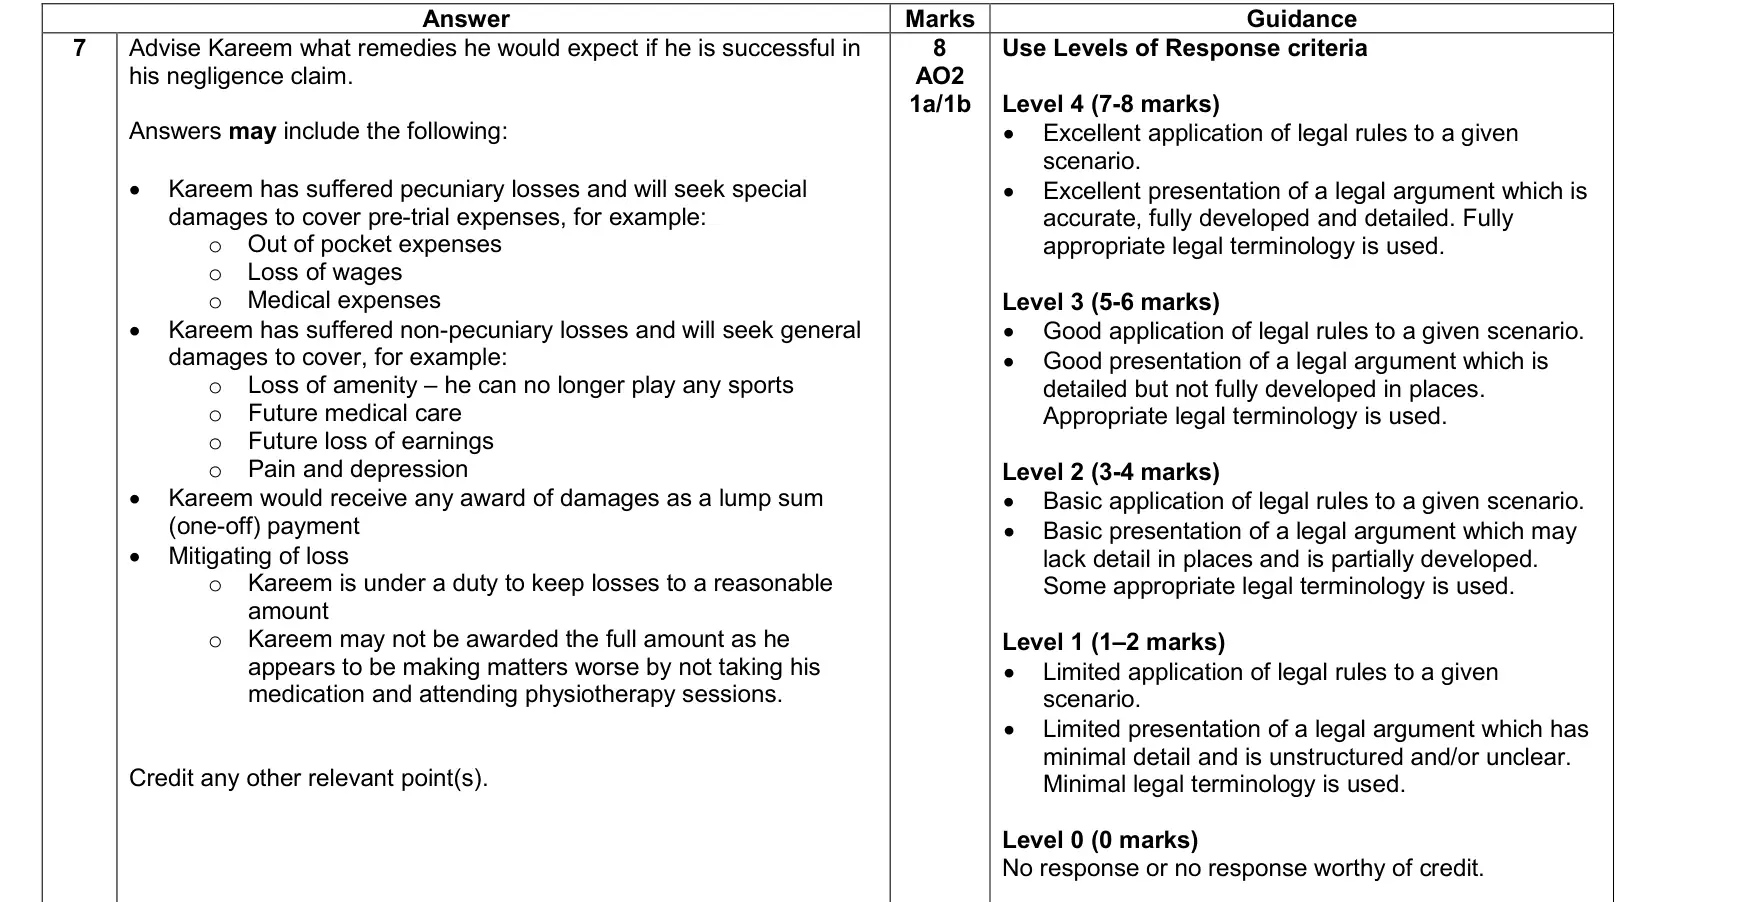 Answer
Marks
Guidance
7
Advise Kareem what remedies he would expect if he is successful in
his negligence claim.
Answers may include the following:
• Kareem has suffered pecuniary losses and will seek special
damages to cover pre-trial expenses, for example:
o Out of pocket expenses
o Loss of wages
o Medical expenses
• Kareem has suffered non-pecuniary losses and will seek general
damages to cover, for example:
o Loss of amenity – he can no longer play any sports
o Future medical care
o Future loss of earnings
o Pain and depression
• Kareem would receive any award of damages as a lump sum
(one-off) payment
• Mitigating of loss
o Kareem is under a duty to keep losses to a reasonable
amount
o Kareem may not be awarded the full amount as he
appears to be making matters worse by not taking his
medication and attending physiotherapy sessions.
Credit any other relevant point(s).
8
AO2
1a/1b
Use Levels of Response criteria
Level 4 (7-8 marks)
• Excellent application of legal rules to a given
scenario.
• Excellent presentation of a legal argument which is
accurate, fully developed and detailed. Fully
appropriate legal terminology is used.
Level 3 (5-6 marks)
• Good application of legal rules to a given scenario.
• Good presentation of a legal argument which is
detailed but not fully developed in places.
Appropriate legal terminology is used.
Level 2 (3-4 marks)
• Basic application of legal rules to a given scenario.
• Basic presentation of a legal argument which may
lack detail in places and is partially developed.
Some appropriate legal terminology is used.
Level 1 (1–2 marks)
• Limited application of legal rules to a given
scenario.
• Limited presentation of a legal argument which has
minimal detail and is unstructured and/or unclear.
Minimal legal terminology is used.
Level 0 (0 marks)
No response or no response worthy of credit.